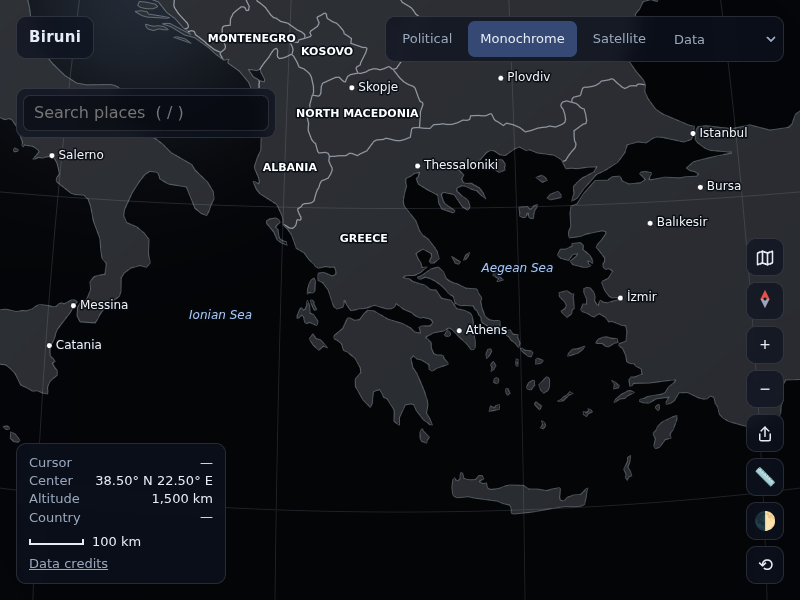 Biruni
Political Monochrome Satellite Data
Search places ( / )
MONTENEGRO
KOSOVO
Skopje
Plovdiv
NORTH MACEDONIA
Istanbul
Salerno
ALBANIA
Thessaloniki
Bursa
Balıkesir
GREECE
Aegean Sea
İzmir
Messina
Ionian Sea
Athens
Catania
+
−
Cursor —
Center 38.50° N 22.50° E
Altitude 1,500 km
Country —
100 km
Data credits